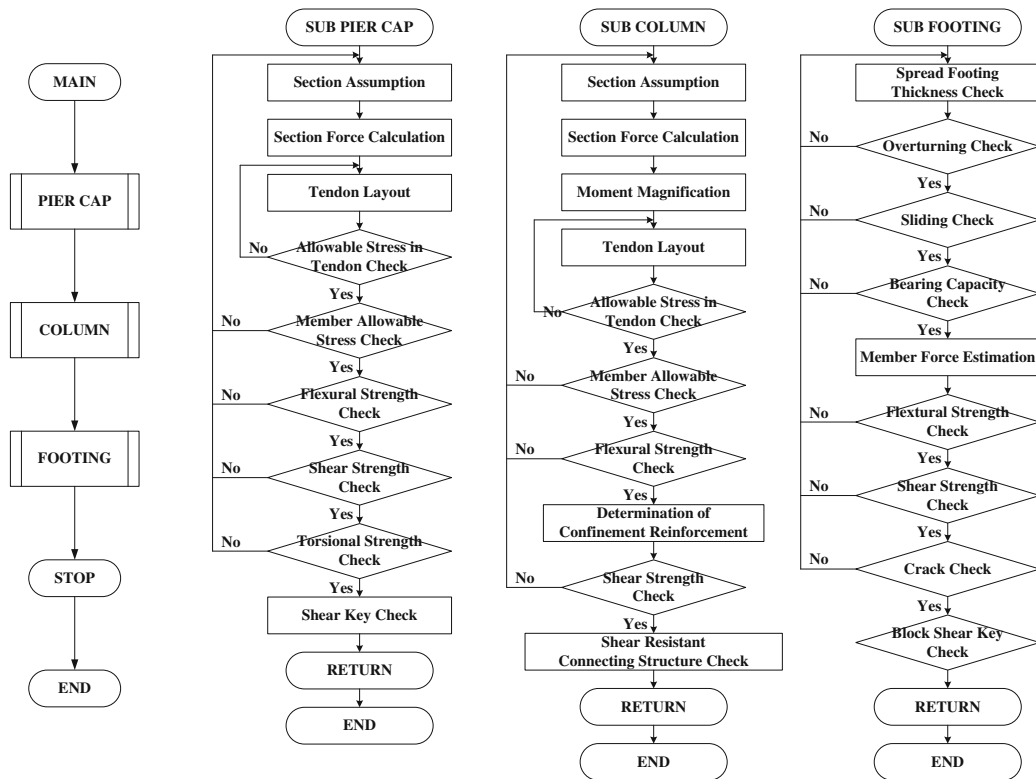 MAIN
PIER CAP
COLUMN
FOOTING
STOP
END
SUB PIER CAP
Section Assumption
Section Force Calculation
Tendon Layout
No
Allowable Stress in
Tendon Check
Yes
No
Member Allowable
Stress Check
Yes
No
Flexural Strength
Check
Yes
No
Shear Strength
Check
Yes
No
Torsional Strength
Check
Yes
Shear Key Check
RETURN
END
SUB COLUMN
Section Assumption
Section Force Calculation
Moment Magnification
Tendon Layout
Allowable Stress in
No
Tendon Check
Yes
No
Member Allowable
Stress Check
Yes
No
Flexural Strength
Check
Yes
Determination of
Confinement Reinforcement
No
Shear Strength
Check
Yes
Shear Resistant
Connecting Structure Check
RETURN
END
SUB FOOTING
Spread Footing
Thickness Check
No
Overturning Check
Yes
No
Sliding Check
Yes
No
Bearing Capacity
Check
Yes
Member Force Estimation
No
Flextural Strength
Check
Yes
No
Shear Strength
Check
Yes
No
Crack Check
Yes
Block Shear Key
Check
RETURN
END